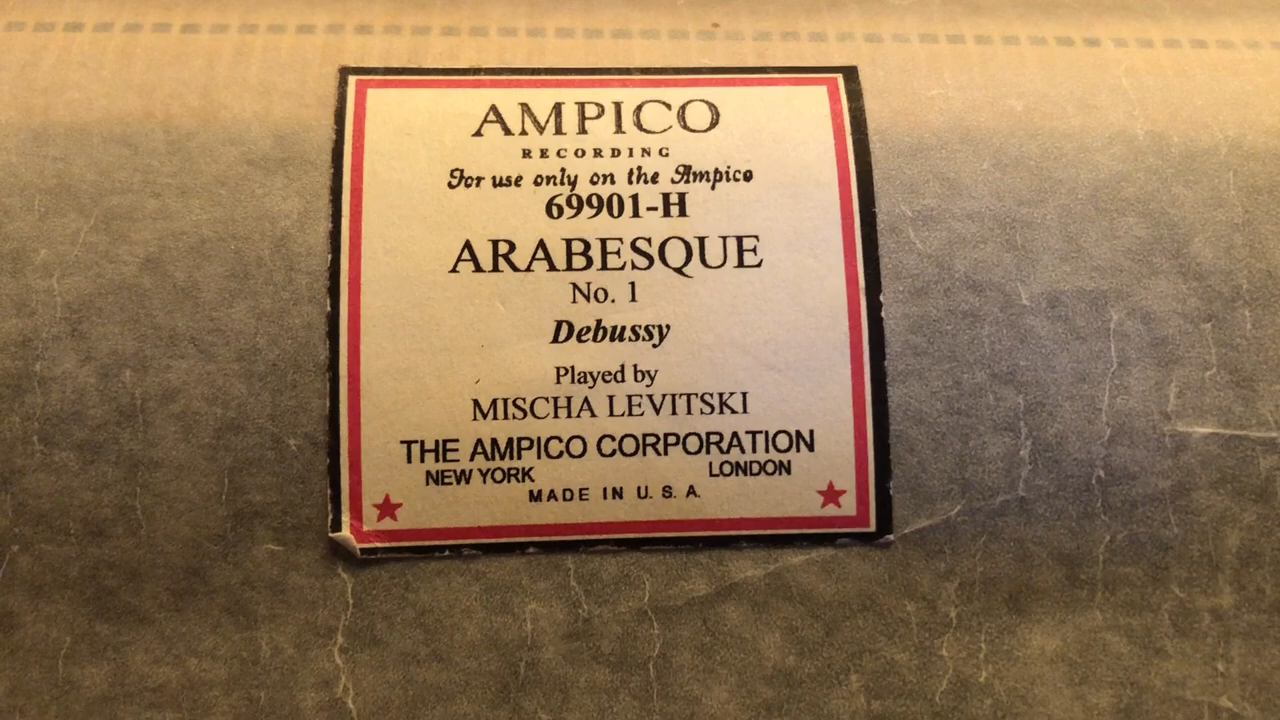 AMPICO
RECORDING
For use only on the Ampico
69901-H
ARABESQUE
No. 1
Debussy
Played by
MISCHA LEVITSKI
THE AMPICO CORPORATION
NEW YORK LONDON
MADE IN U. S. A.